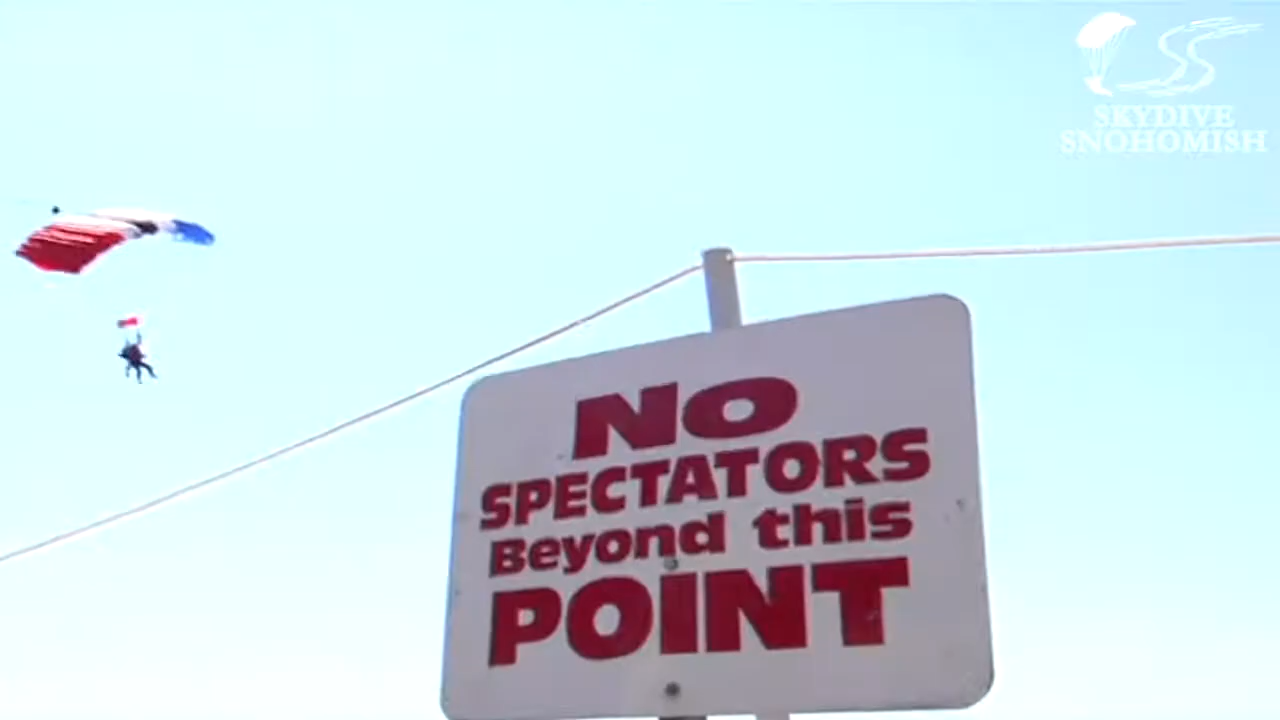 SKYDIVE
SNOHOMISH
NO
SPECTATORS
Beyond this
POINT